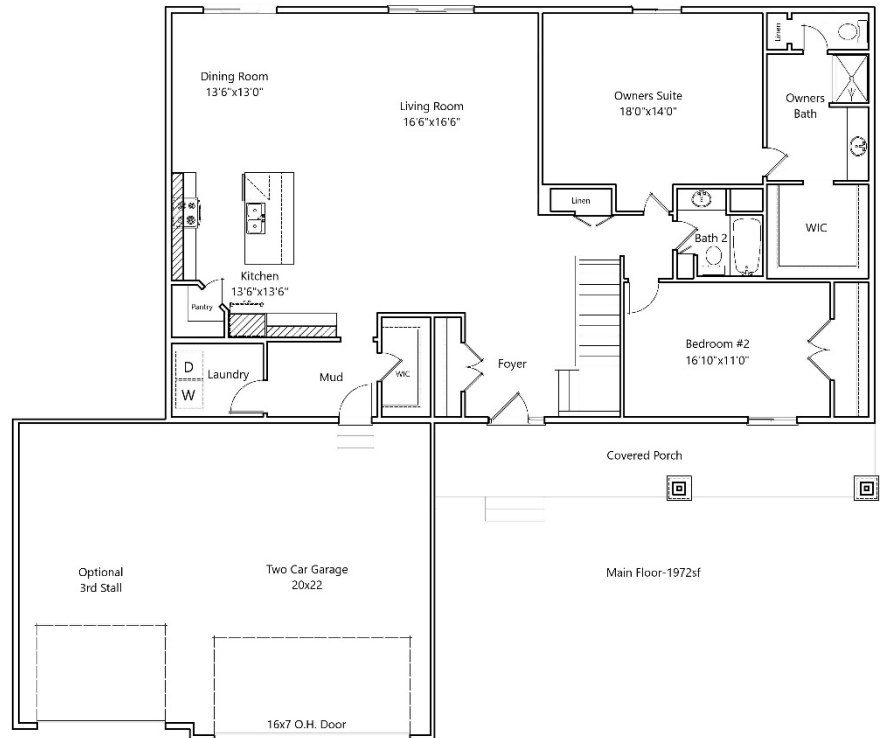 Linen
Dining Room
13'6"x13'0"
Living Room
16'6"x16'6"
Owners Suite
18'0"x14'0"
Owners
Bath
Linen
WIC
Bath 2
Kitchen
13'6"x13'6"
Pantry
D
W
Laundry
Mud
WIC
Foyer
Bedroom #2
16'10"x11'0"
Covered Porch
Optional
3rd Stall
Two Car Garage
20x22
Main Floor-1972sf
16x7 O.H. Door